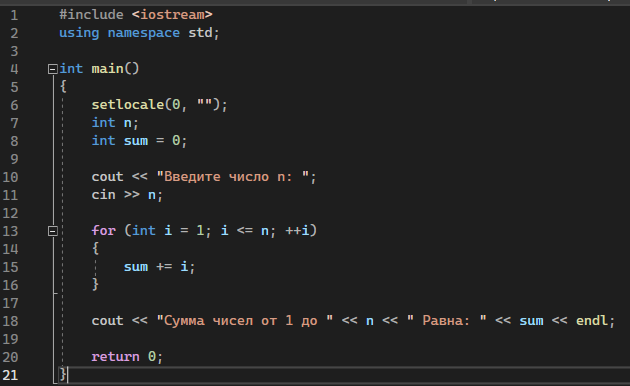 1 #include <iostream>
2 using namespace std;
3
4 int main()
5 {
6 setlocale(0, "");
7 int n;
8 int sum = 0;
9
10 cout << "Введите число n: ";
11 cin >> n;
12
13 for (int i = 1; i <= n; ++i)
14 {
15 sum += i;
16 }
17
18 cout << "Сумма чисел от 1 до " << n << " Равна: " << sum << endl;
19
20 return 0;
21 }